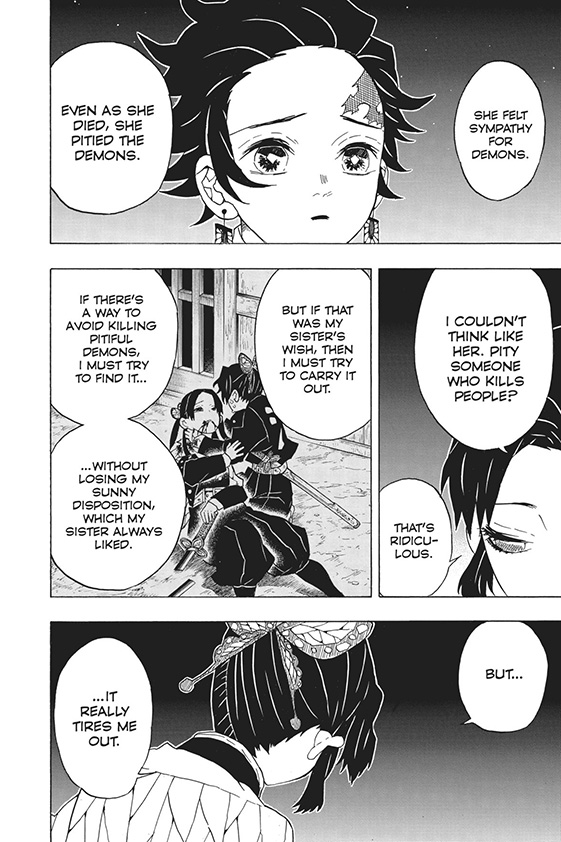 SHE FELT
SYMPATHY
FOR
DEMONS.
EVEN AS SHE
DIED, SHE
PITIED THE
DEMONS.
I COULDN'T
THINK LIKE
HER. PITY
SOMEONE
WHO KILLS
PEOPLE?
THAT'S
RIDICU-
LOUS.
BUT IF THAT
WAS MY
SISTER'S
WISH, THEN
I MUST TRY
TO CARRY IT
OUT.
IF THERE'S
A WAY TO
AVOID KILLING
PITIFUL
DEMONS,
I MUST TRY
TO FIND IT...
...WITHOUT
LOSING MY
SUNNY
DISPOSITION,
WHICH MY
SISTER ALWAYS
LIKED.
BUT...
...IT
REALLY
TIRES ME
OUT.